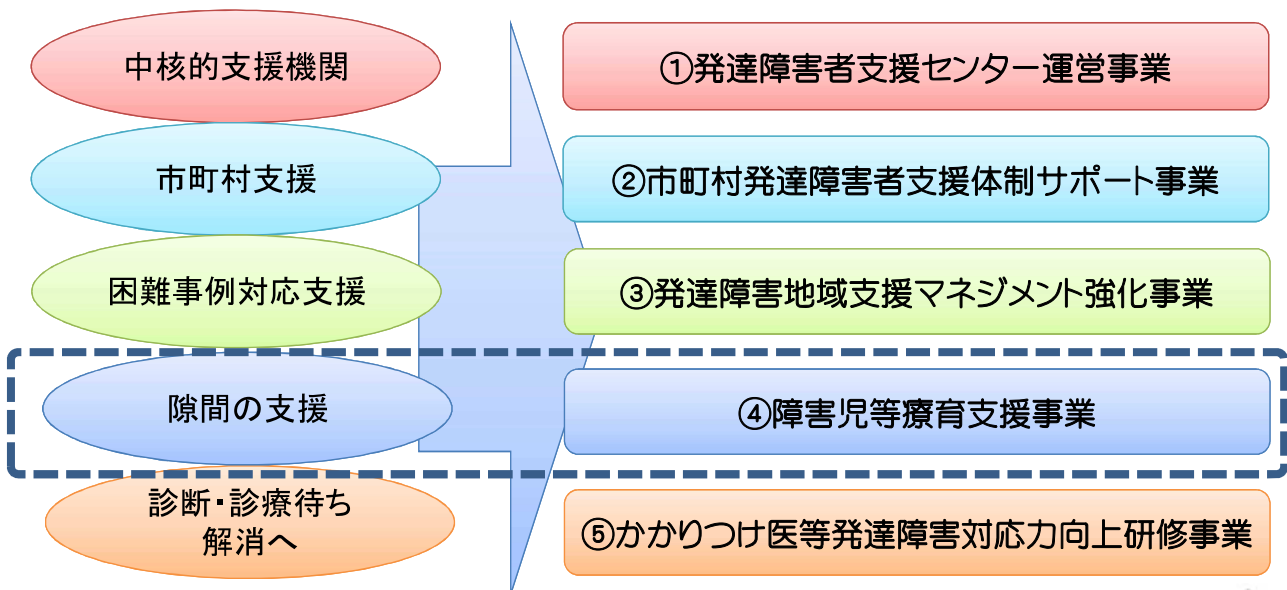 中核的支援機関
①発達障害者支援センター運営事業
市町村支援
②市町村発達障害者支援体制サポート事業
困難事例対応支援
③発達障害地域支援マネジメント強化事業
隙間の支援
④障害児等療育支援事業
診断・診療待ち
解消へ
⑤かかりつけ医等発達障害対応力向上研修事業